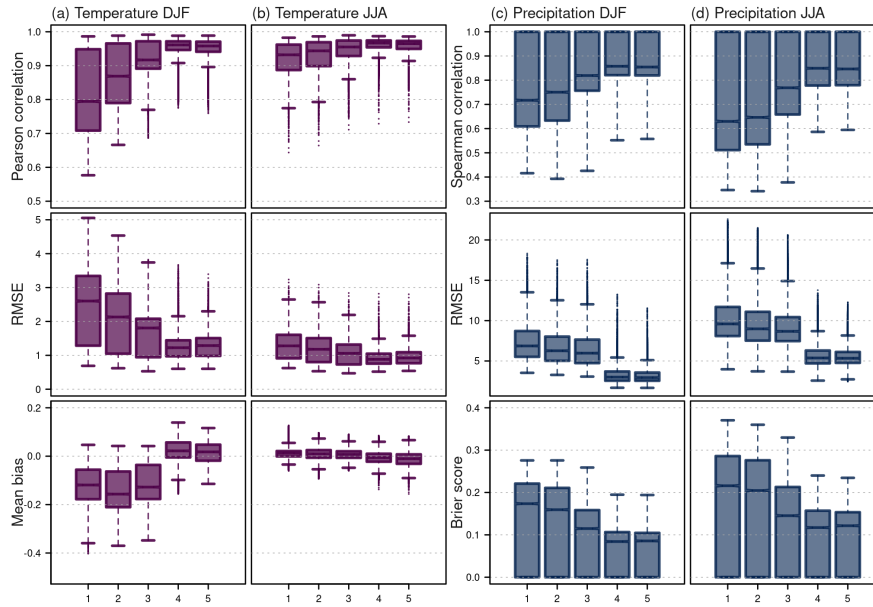 (a) Temperature DJF
(b) Temperature JJA
(c) Precipitation DJF
(d) Precipitation JJA
Pearson correlation
1.0
0.9
0.8
0.7
0.6
0.5
Spearman correlation
1.0
0.9
0.8
0.7
0.6
0.5
0.4
0.3
RMSE
5
4
3
2
1
0
RMSE
20
15
10
5
Mean bias
0.2
0.0
-0.2
-0.4
Brier score
0.4
0.3
0.2
0.1
0.0
1 2 3 4 5
1 2 3 4 5
1 2 3 4 5
1 2 3 4 5